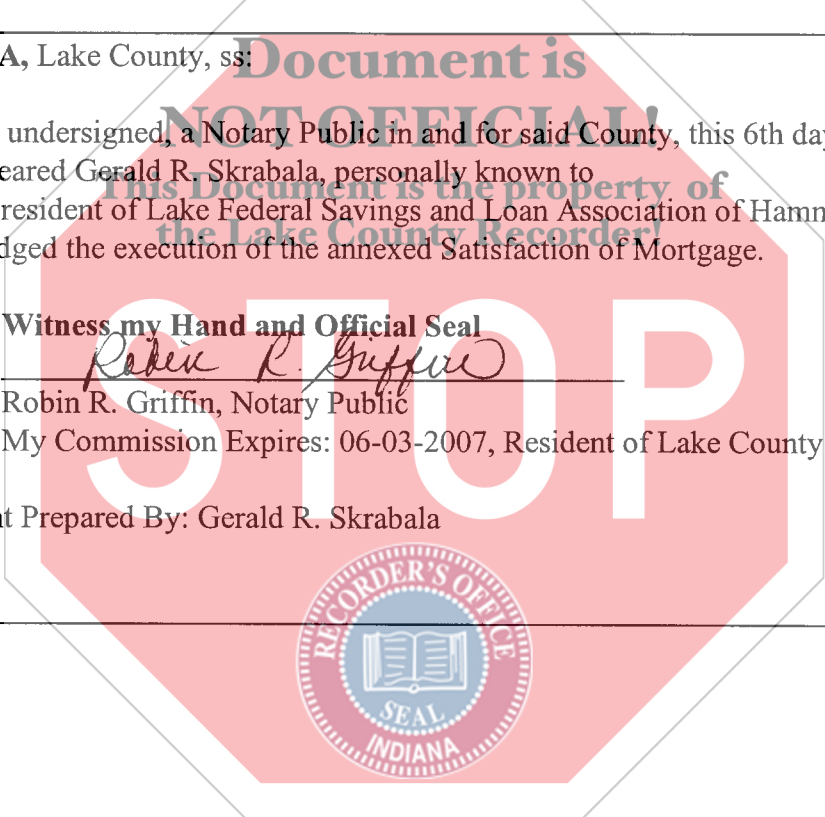 A, Lake County, ss:
Document is
NOT OFFICIAL!
undersigned, a Notary Public in and for said County, this 6th day
eared Gerald R. Skrabala, personally known to
This Document is the property of
resident of Lake Federal Savings and Loan Association of Hamm
the Lake County Recorder!
dged the execution of the annexed Satisfaction of Mortgage.
Witness my Hand and Official Seal
Robin R. Griffin
Robin R. Griffin, Notary Public
My Commission Expires: 06-03-2007, Resident of Lake County
STOP
t Prepared By: Gerald R. Skrabala
RECORDER'S OFFICE
SEAL
INDIANA